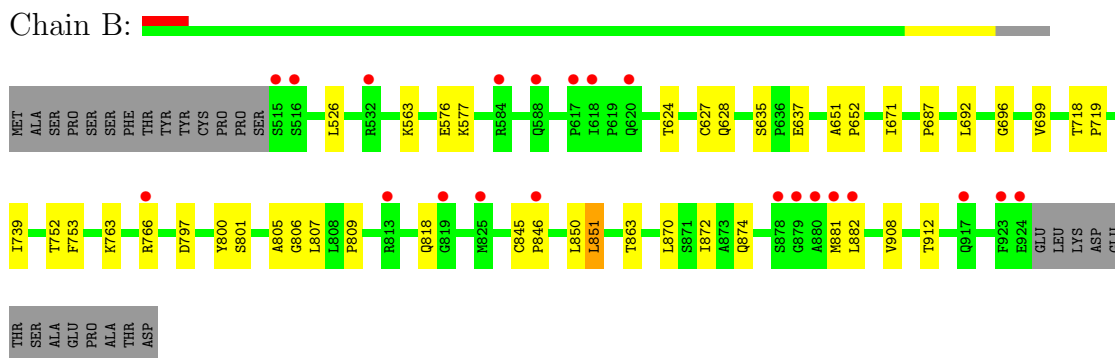 Chain B:
MET ALA SER PRO SER SER PHE THR TYR TYR CYS PRO PRO SER S515 S516 L526 R532 K563 E576 K577 R584 Q588 P617 I618 P619 Q620 T624 C627 Q628 S635 P636 E637 A651 P652 I671 P687 L692 G696 V699 T718 P719
I739 T752 F753 K763 R766 D797 Y800 S801 A805 G806 L807 L808 P809 R813 Q818 G819 M825 C845 P846 L850 L851 T863 L870 S871 I872 A873 Q874 S878 G879 A880 M881 L882 V908 T912 Q917 F923 E924 GLU LEU LYS ASP GLU
THR SER ALA GLU PRO ALA THR ASP